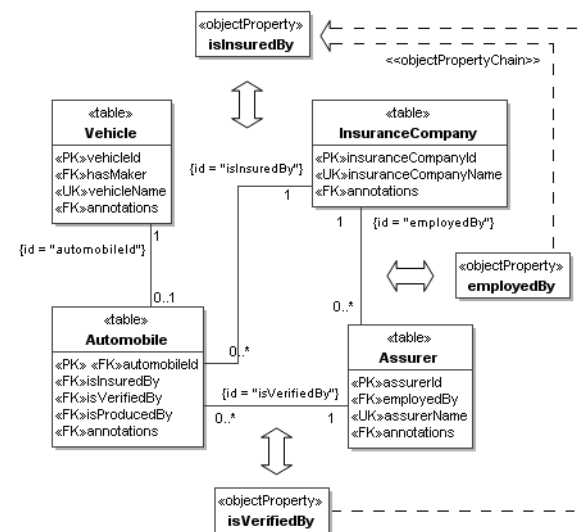 «objectProperty»
isInsuredBy
<<objectPropertyChain>>
«table»
Vehicle
«PK»vehicleId
«FK»hasMaker
«UK»vehicleName
«FK»annotations
«table»
InsuranceCompany
«PK»insuranceCompanyId
«UK»insuranceCompanyName
«FK»annotations
{id = "isInsuredBy"}
1
1
{id = "employedBy"}
1
{id = "automobileId"}
0..1
«objectProperty»
employedBy
0..*
«table»
Automobile
«PK» «FK»automobileId
«FK»isInsuredBy
«FK»isVerifiedBy
«FK»isProducedBy
«FK»annotations
0..*
{id = "isVerifiedBy"}
0..*
1
«table»
Assurer
«PK»assurerId
«FK»employedBy
«UK»assurerName
«FK»annotations
«objectProperty»
isVerifiedBy